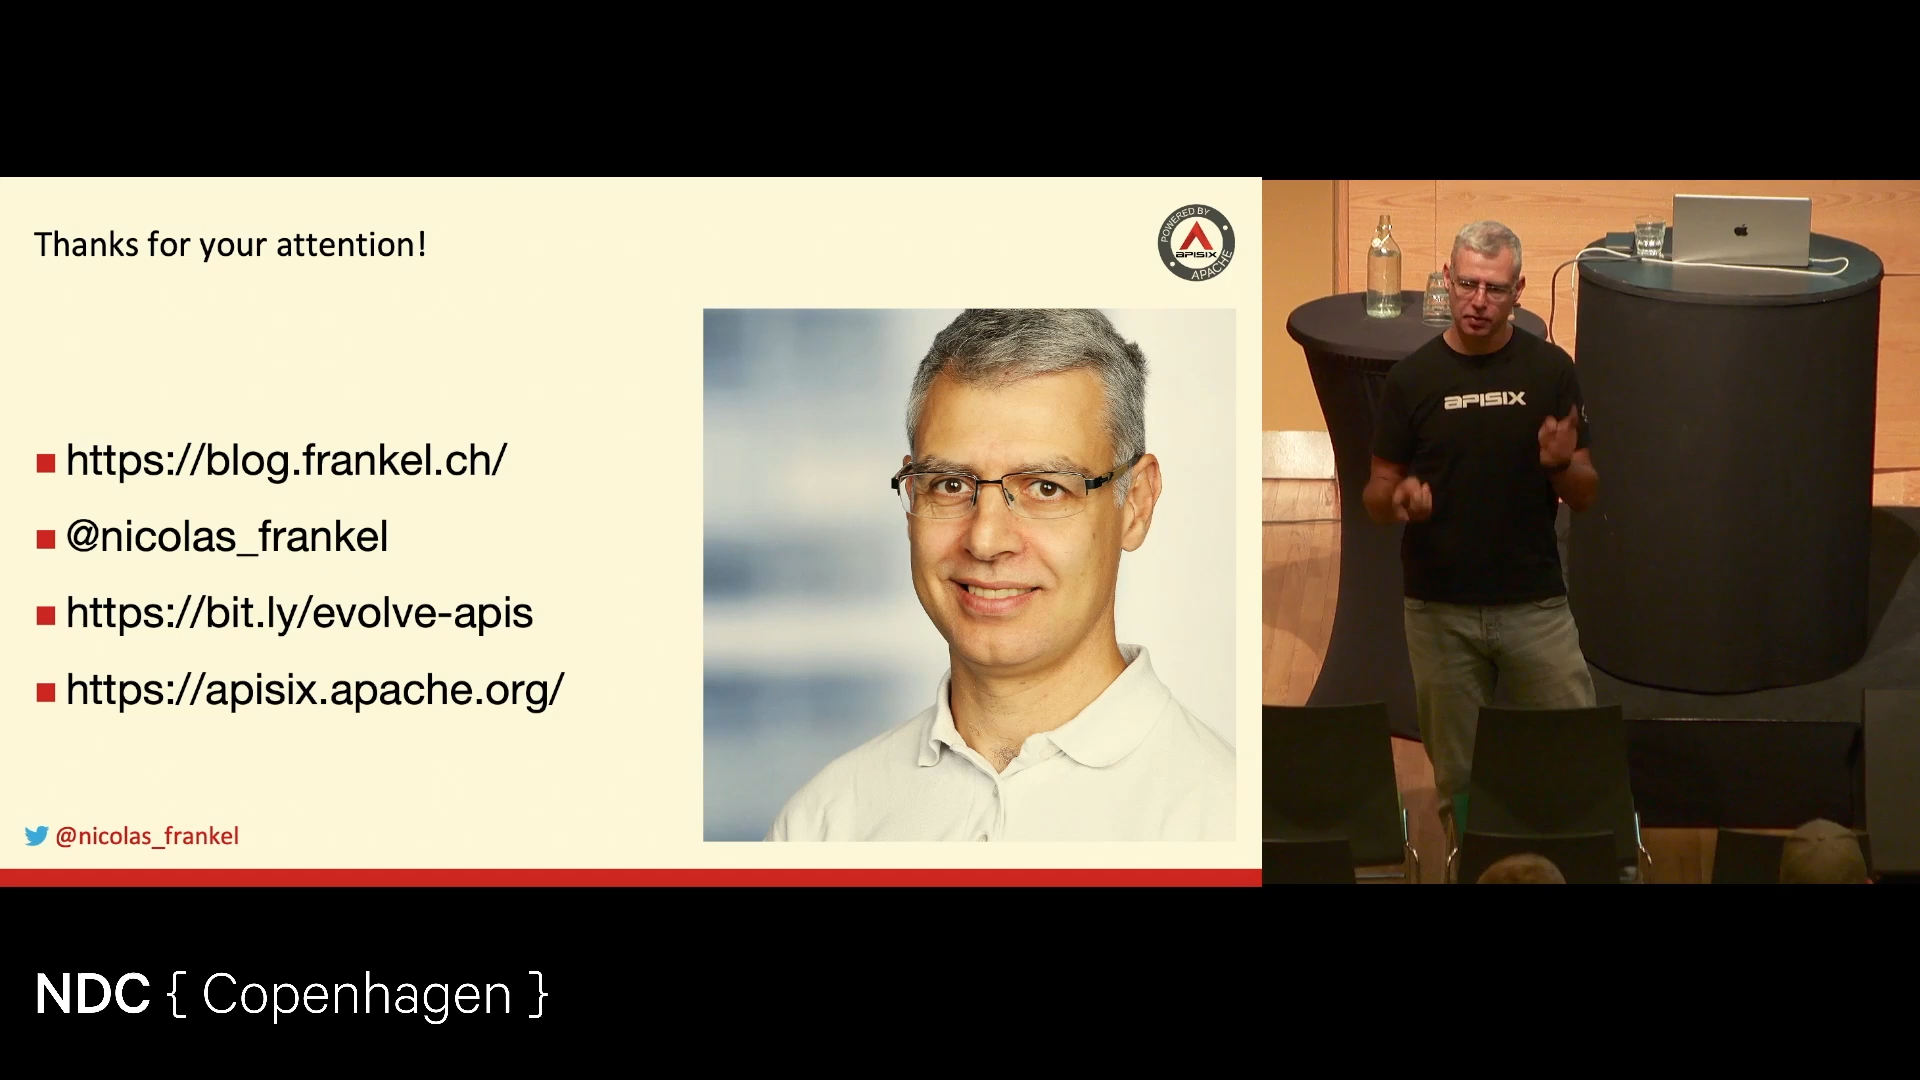 Thanks for your attention!
POWERED BY
APISIX
APACHE
https://blog.frankel.ch/
@nicolas_frankel
https://bit.ly/evolve-apis
https://apisix.apache.org/
@nicolas_frankel
APISIX
NDC { Copenhagen }